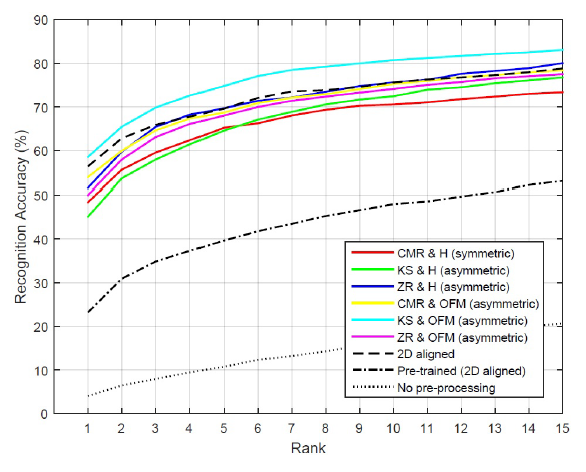 90
80
70
60
50
40
30
20
10
0
Recognition Accuracy (%)
CMR & H (symmetric)
KS & H (asymmetric)
ZR & H (asymmetric)
CMR & OFM (asymmetric)
KS & OFM (asymmetric)
ZR & OFM (asymmetric)
2D aligned
Pre-trained (2D aligned)
No pre-processing
1 2 3 4 5 6 7 8 9 10 11 12 13 14 15
Rank